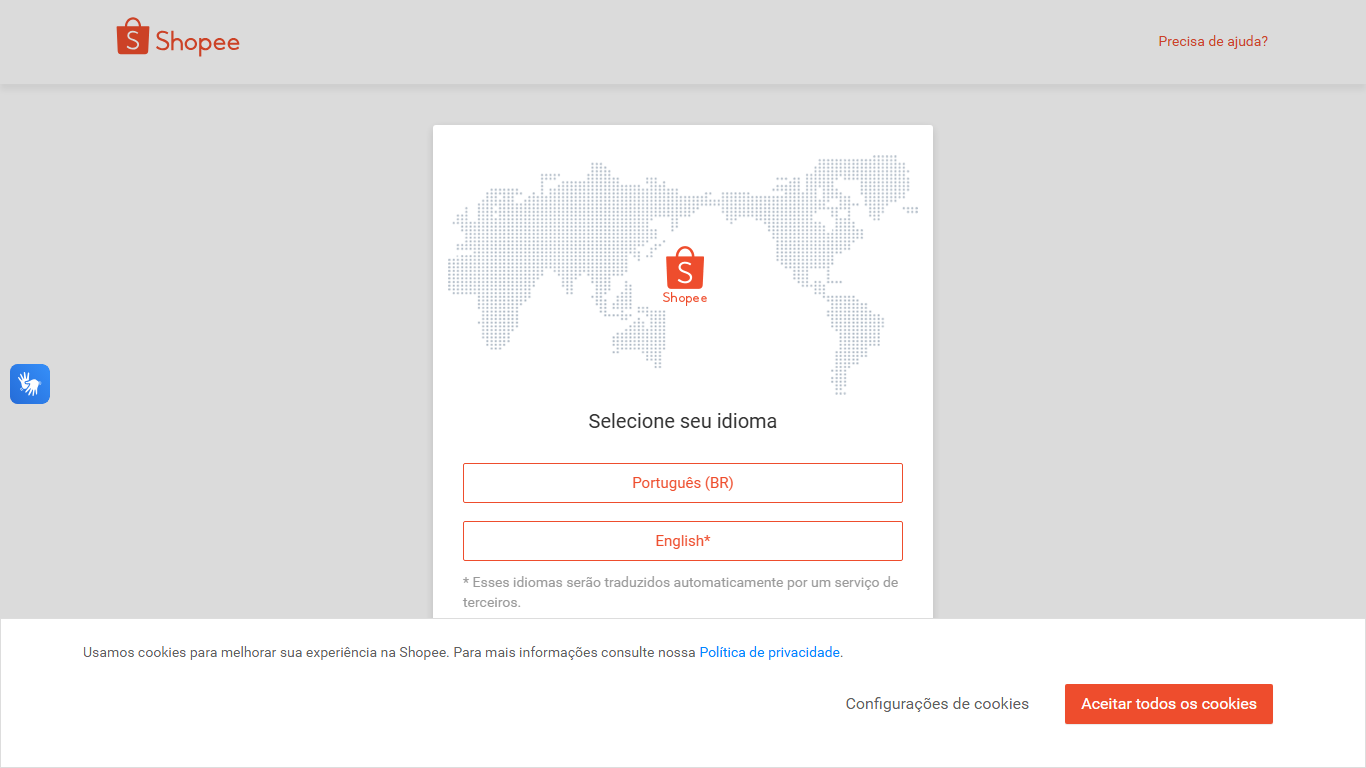 Shopee
Precisa de ajuda?
Shopee
Selecione seu idioma
Português (BR)
English*
* Esses idiomas serão traduzidos automaticamente por um serviço de
terceiros.
Usamos cookies para melhorar sua experiência na Shopee. Para mais informações consulte nossa Política de privacidade.
Configurações de cookies
Aceitar todos os cookies